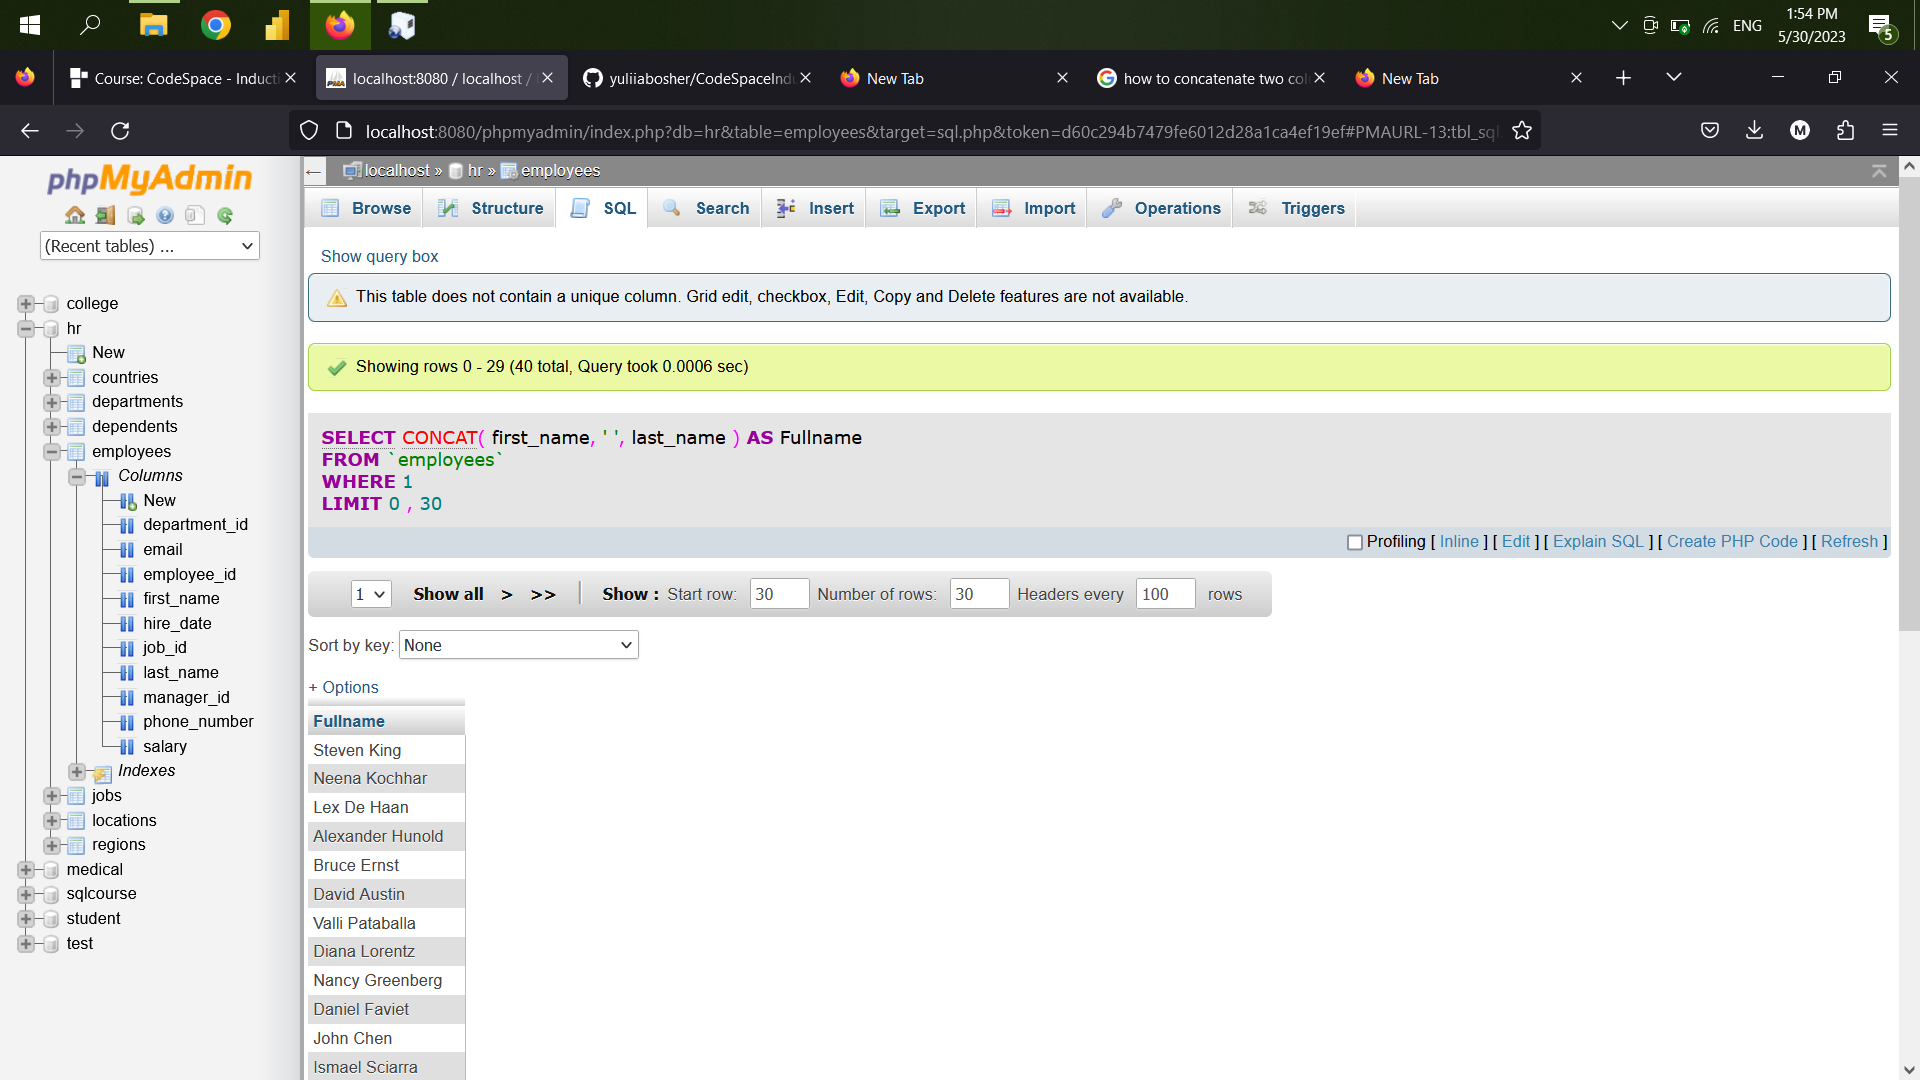 ENG
1:54 PM
5/30/2023
5
Course: CodeSpace - Inducti
localhost:8080 / localhost /
yuliiabosher/CodeSpaceIndu
New Tab
how to concatenate two col
New Tab
localhost:8080/phpmyadmin/index.php?db=hr&table=employees&target=sql.php&token=d60c294b7479fe6012d28a1ca4ef19ef#PMAURL-13:tbl_sql
M
phpMyAdmin
(Recent tables) ...
college
hr
New
countries
departments
dependents
employees
Columns
New
department_id
email
employee_id
first_name
hire_date
job_id
last_name
manager_id
phone_number
salary
Indexes
jobs
locations
regions
medical
sqlcourse
student
test
localhost » hr » employees
Browse Structure SQL Search Insert Export Import Operations Triggers
Show query box
This table does not contain a unique column. Grid edit, checkbox, Edit, Copy and Delete features are not available.
Showing rows 0 - 29 (40 total, Query took 0.0006 sec)
SELECT CONCAT( first_name, ' ', last_name ) AS Fullname
FROM `employees`
WHERE 1
LIMIT 0 , 30
Profiling [ Inline ] [ Edit ] [ Explain SQL ] [ Create PHP Code ] [ Refresh ]
1 Show all > >> Show : Start row: 30 Number of rows: 30 Headers every 100 rows
Sort by key: None
+ Options
Fullname
Steven King
Neena Kochhar
Lex De Haan
Alexander Hunold
Bruce Ernst
David Austin
Valli Pataballa
Diana Lorentz
Nancy Greenberg
Daniel Faviet
John Chen
Ismael Sciarra